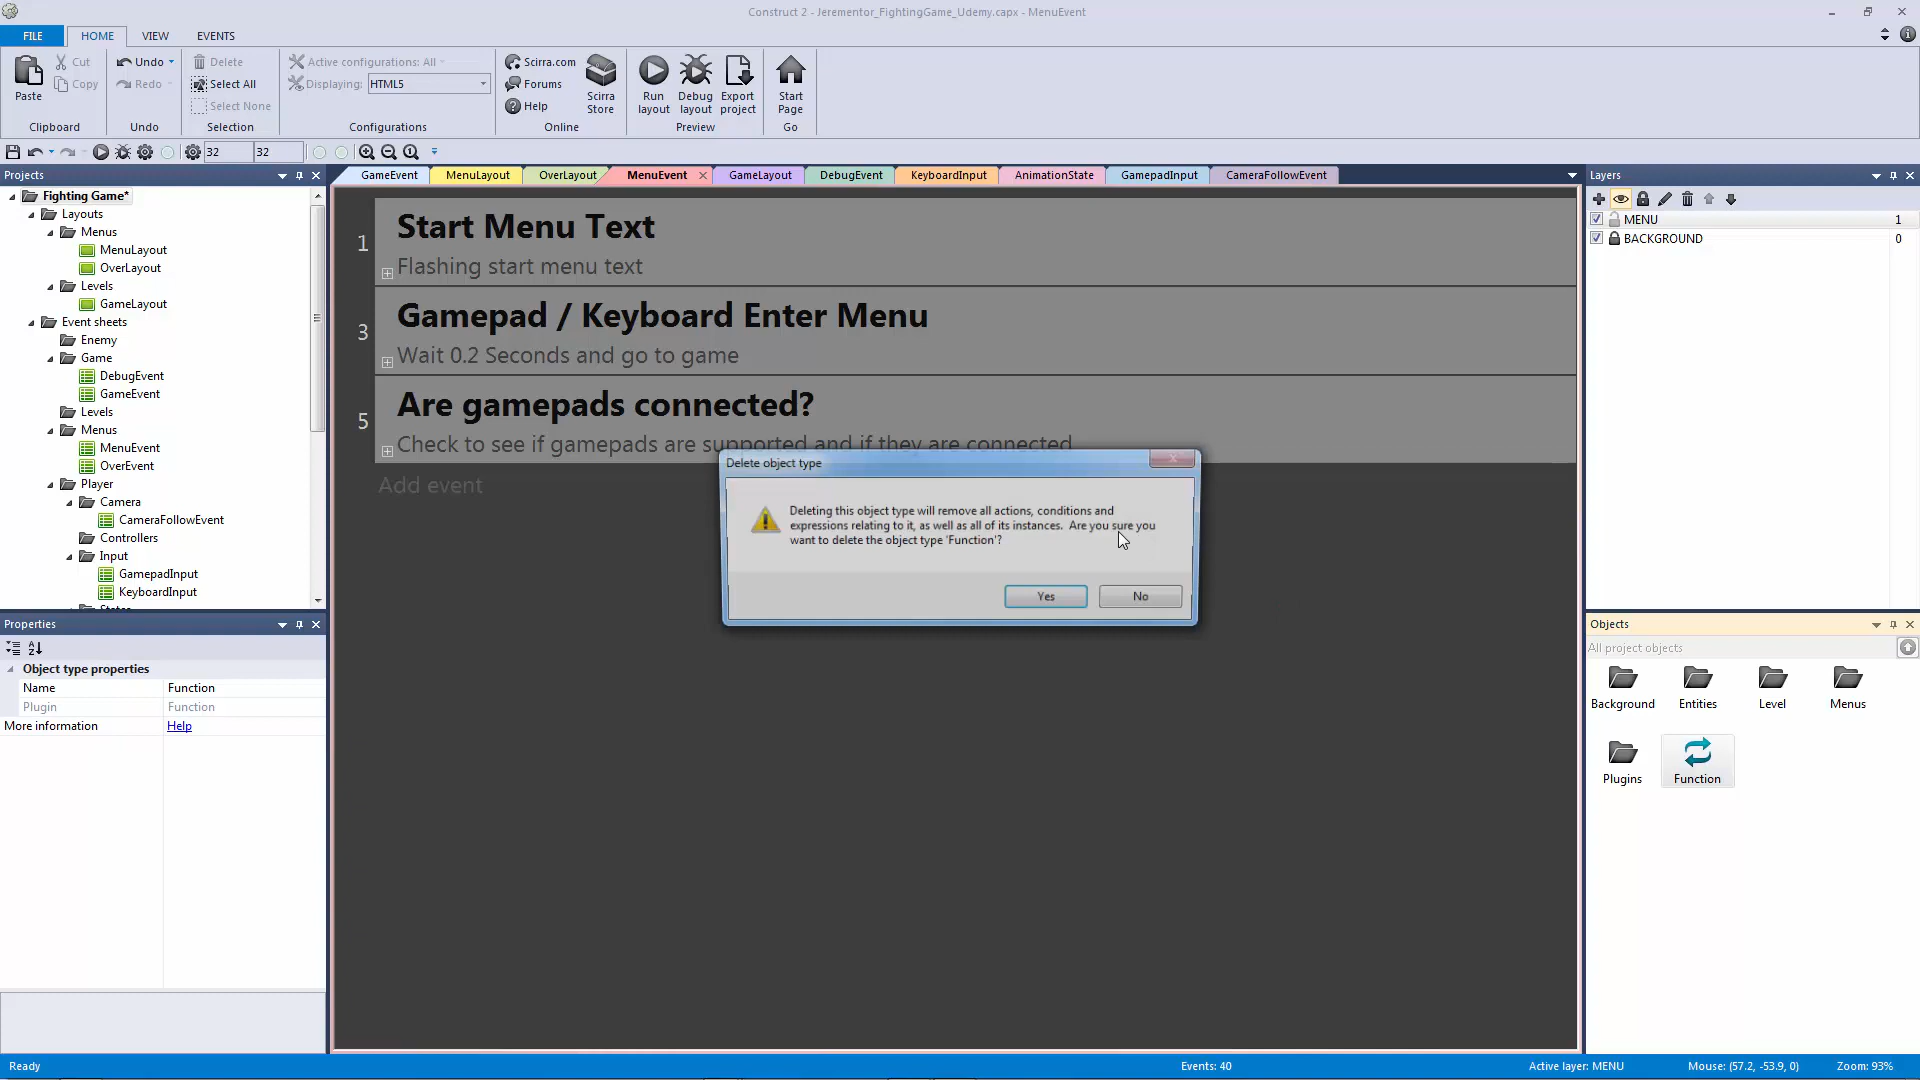 Construct 2 - Jerementor_FightingGame_Udemy.capx - MenuEvent
FILE HOME VIEW EVENTS
Paste Cut Copy Clipboard
Undo Redo Undo
Delete Select All Select None Selection
Active configurations: All
Displaying: HTML5
Configurations
Scirra.com Forums Help Scirra Store Online
Run layout Debug layout Export project Preview
Start Page Go
32 32
Projects
Fighting Game*
Layouts
Menus
MenuLayout
OverLayout
Levels
GameLayout
Event sheets
Enemy
Game
DebugEvent
GameEvent
Levels
Menus
MenuEvent
OverEvent
Player
Camera
CameraFollowEvent
Controllers
Input
GamepadInput
KeyboardInput
States
Properties
Object type properties
Name Function
Plugin Function
More information Help
GameEvent MenuLayout OverLayout MenuEvent GameLayout DebugEvent KeyboardInput AnimationState GamepadInput CameraFollowEvent
1 Start Menu Text
Flashing start menu text
3 Gamepad / Keyboard Enter Menu
Wait 0.2 Seconds and go to game
5 Are gamepads connected?
Check to see if gamepads are supported and if they are connected
Add event
Delete object type
Deleting this object type will remove all actions, conditions and
expressions relating to it, as well as all of its instances. Are you sure you
want to delete the object type 'Function'?
Yes No
Layers
MENU 1
BACKGROUND 0
Objects
All project objects
Background Entities Level Menus
Plugins Function
Ready Events: 40 Active layer: MENU Mouse: (57.2, -53.9, 0) Zoom: 93%